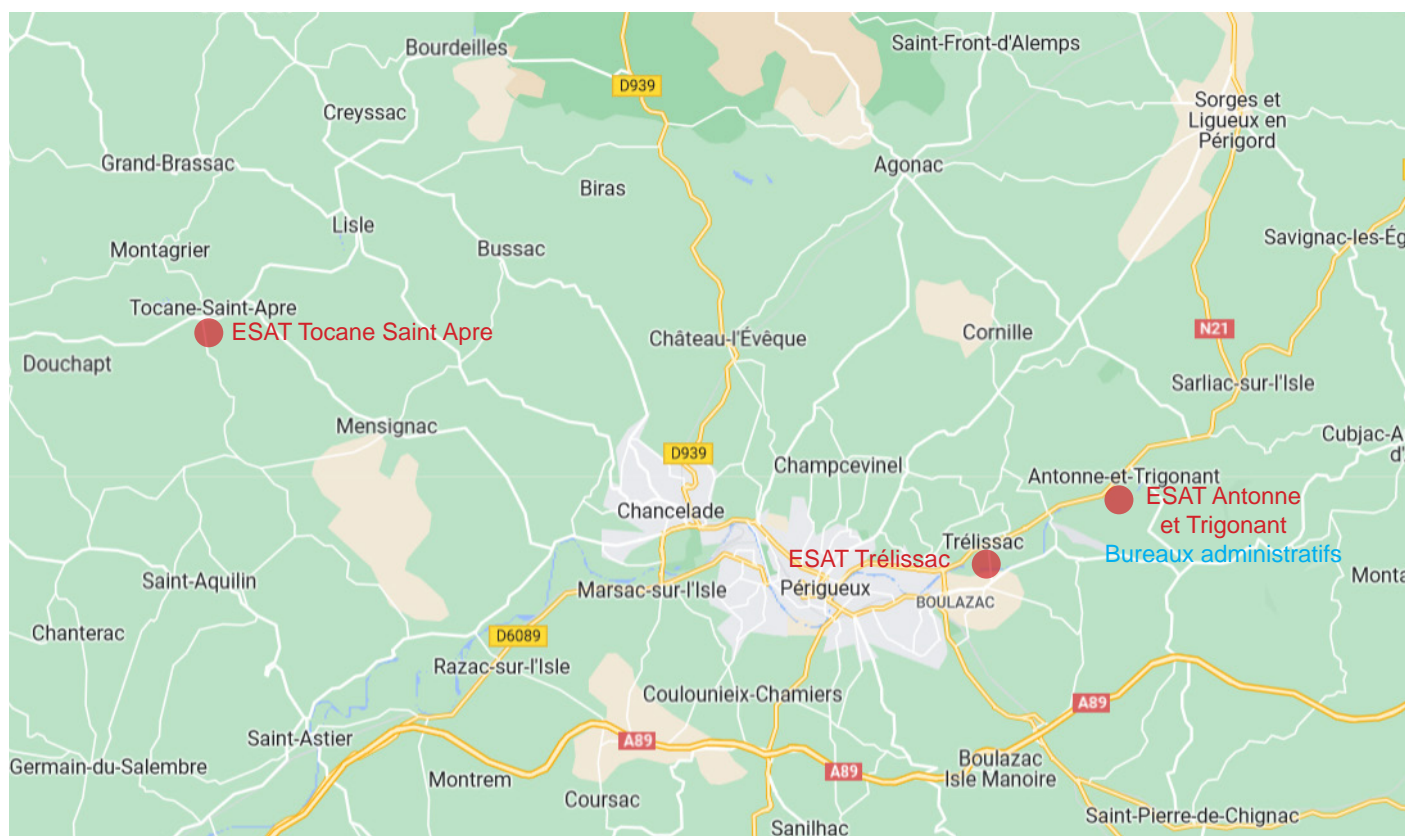 Saint-Front-d'Alemps
Bourdeilles
D939
Creyssac
Sorges et
Ligueux en
Périgord
Grand-Brassac
Agonac
Biras
Lisle
Savignac-les-Ég
Montagrier
Bussac
Tocane-Saint-Apre
ESAT Tocane Saint Apre
Château-l'Évêque
Cornille
N21
Douchapt
Sarliac-sur-l'Isle
Mensignac
Cubjac-A
d'
D939
Champcevinel
Antonne-et-Trigonant
ESAT Antonne
et Trigonant
Bureaux administratifs
Chancelade
Trélissac
ESAT Trélissac
Saint-Aquilin
Marsac-sur-l'Isle
Périgueux
BOULAZAC
Monta
Chanterac
D6089
Razac-sur-l'Isle
Coulounieix-Chamiers
A89
Saint-Astier
A89
Germain-du-Salembre
Montrem
A89
Boulazac
Isle Manoire
Coursac
Saint-Pierre-de-Chignac
Sanilhac